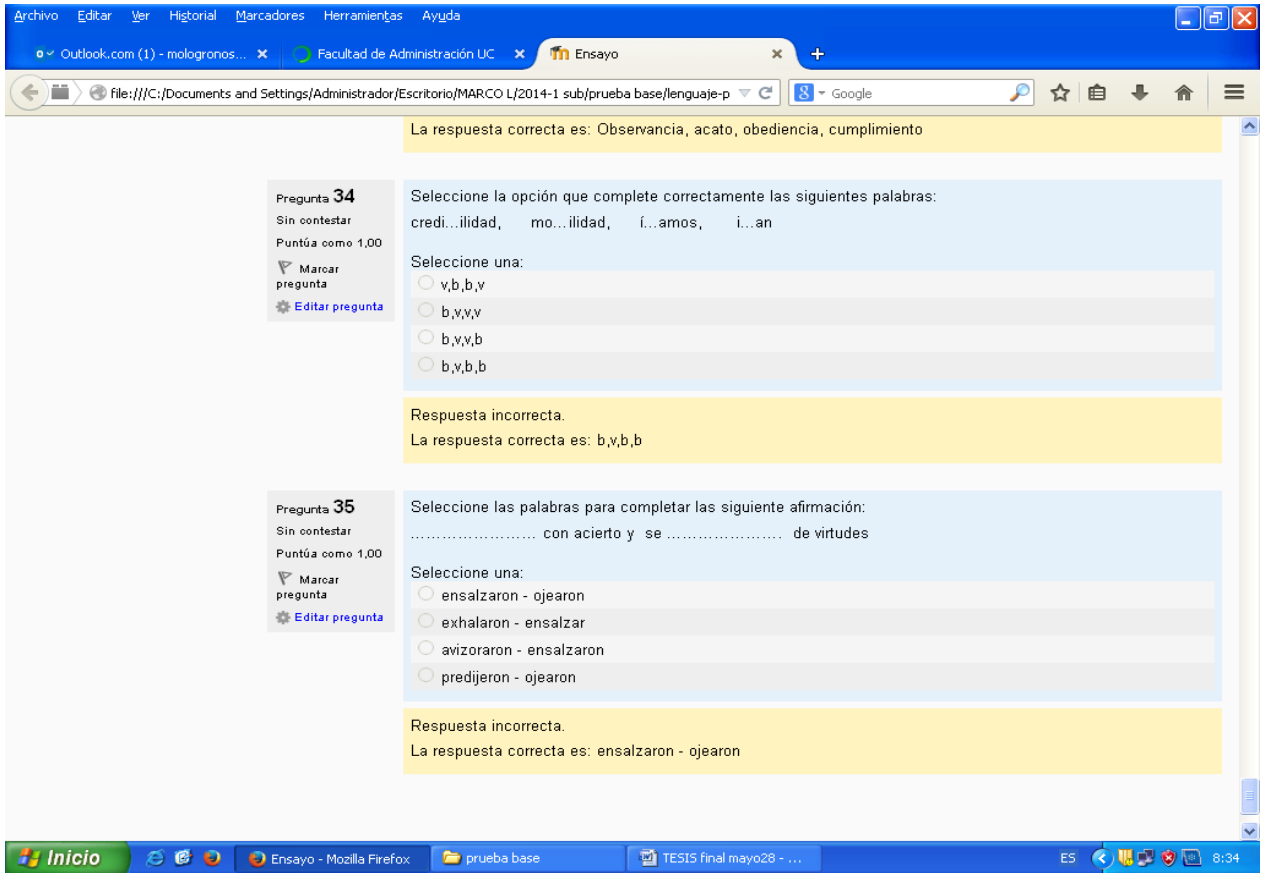 Archivo Editar Ver Historial Marcadores Herramientas Ayuda
Outlook.com (1) - mologronos... Facultad de Administración UC Ensayo
file:///C:/Documents and Settings/Administrador/Escritorio/MARCO L/2014-1 sub/prueba base/lenguaje-p Google
La respuesta correcta es: Observancia, acato, obediencia, cumplimiento
Pregunta 34
Sin contestar
Puntúa como 1,00
Marcar
pregunta
Editar pregunta
Seleccione la opción que complete correctamente las siguientes palabras:
credi...ilidad, mo...ilidad, í...amos, i...an
Seleccione una:
v,b,b,v
b,v,v,v
b,v,v,b
b,v,b,b
Respuesta incorrecta.
La respuesta correcta es: b,v,b,b
Pregunta 35
Sin contestar
Puntúa como 1,00
Marcar
pregunta
Editar pregunta
Seleccione las palabras para completar las siguiente afirmación:
........................ con acierto y se ...................... de virtudes
Seleccione una:
ensalzaron - ojearon
exhalaron - ensalzar
avizoraron - ensalzaron
predijeron - ojearon
Respuesta incorrecta.
La respuesta correcta es: ensalzaron - ojearon
Inicio Ensayo - Mozilla Firefox prueba base TESIS final mayo28 - ... ES 8:34